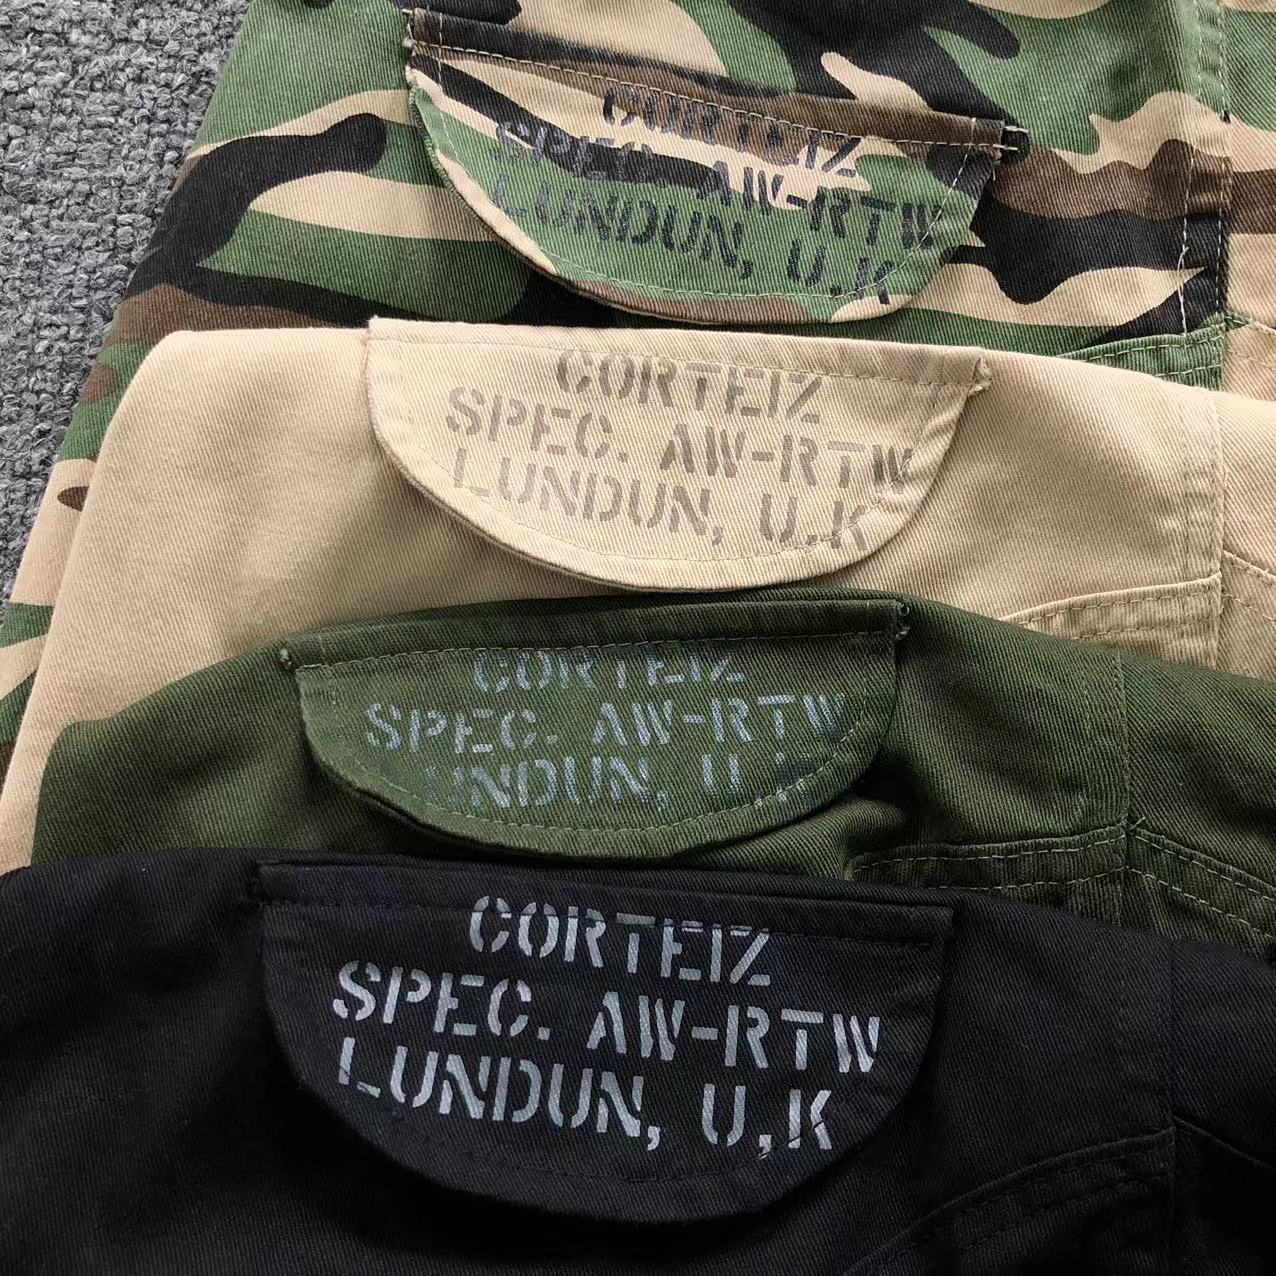 CORTEIZ
SPEC. AW-RTW
LUNDUN, U.K
CORTEIZ
SPEC. AW-RTW
LUNDUN, U.K
CORTEIZ
SPEC. AW-RTW
LUNDUN, U.K
CORTEIZ
SPEC. AW-RTW
LUNDUN, U,K